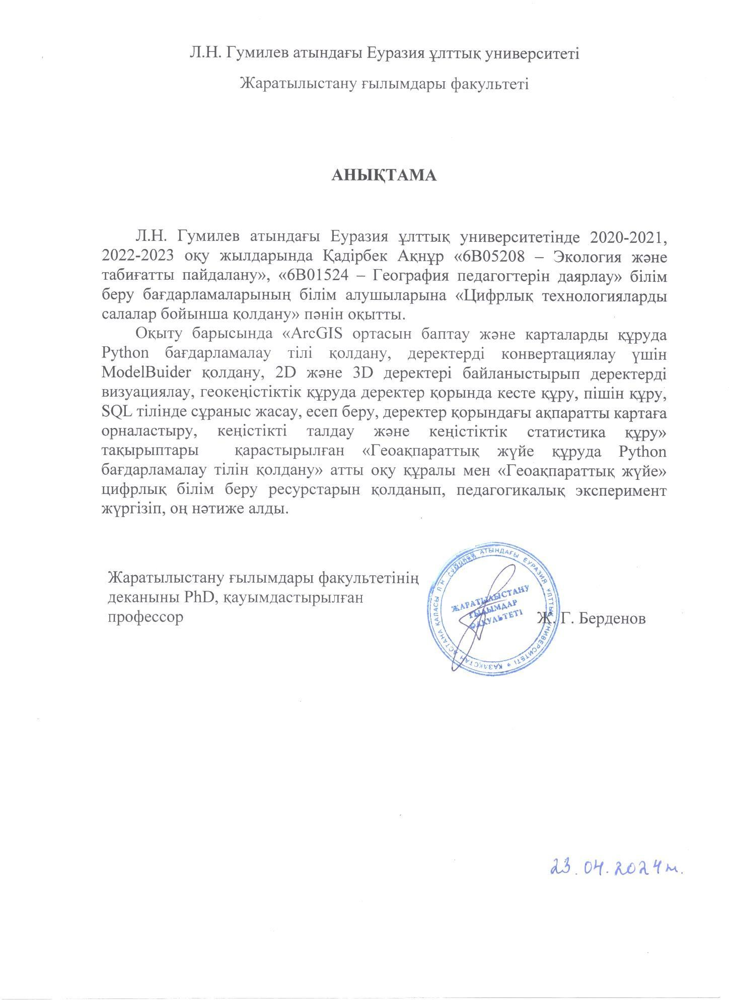 Л.Н. Гумилев атындағы Еуразия ұлттық университеті
Жаратылыстану ғылымдары факультеті
АНЫҚТАМА
Л.Н. Гумилев атындағы Еуразия ұлттық университетінде 2020-2021,
2022-2023 оқу жылдарында Қадірбек Ақнұр «6В05208 – Экология және
табиғатты пайдалану», «6В01524 – География педагогтерін даярлау» білім
беру бағдарламаларының білім алушыларына «Цифрлық технологияларды
салалар бойынша қолдану» пәнін оқытты.
Оқыту барысында «ArcGIS ортасын баптау және карталарды құруда
Python бағдарламалау тілі қолдану, деректерді конвертациялау үшін
ModelBuider қолдану, 2D және 3D деректері байланыстырып деректерді
визуациялау, геокеңістіктік құруда деректер қорында кесте құру, пішін құру,
SQL тілінде сұраныс жасау, есеп беру, деректер қорындағы ақпаратты картаға
орналастыру, кеңістікті талдау және кеңістіктік статистика құру»
тақырыптары қарастырылған «Геоақпараттық жүйе құруда Python
бағдарламалау тілін қолдану» атты оқу құралы мен «Геоақпараттық жүйе»
цифрлық білім беру ресурстарын қолданып, педагогикалық эксперимент
жүргізіп, оң нәтиже алды.
Жаратылыстану ғылымдары факультетінің
деканыны PhD, қауымдастырылған
профессор Ж. Г. Берденов
ҚАЗАҚСТАН АСТАНА ҚАЛАСЫ Л Н ГУМИЛЕВ АТЫНДАҒЫ ЕУРАЗИЯ ҰЛТТЫҚ УНИВЕРСИТЕТІ
ЖАРАТЫЛЫСТАНУ
ҒЫЛЫМДАР
ФАКУЛЬТЕТІ
23.04.2024ж.